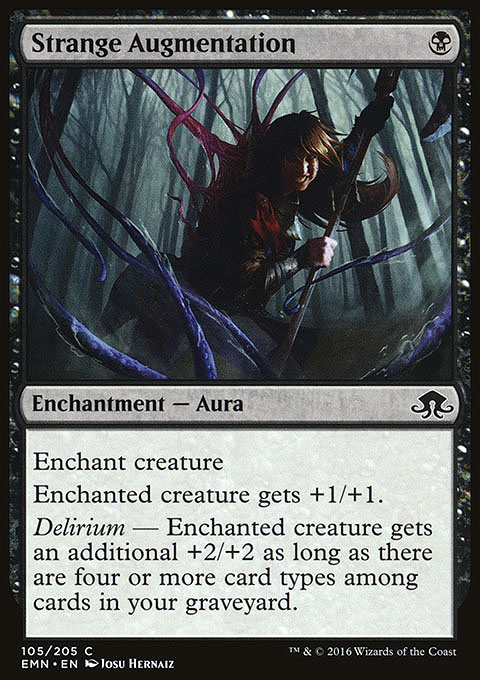 Strange Augmentation
Enchantment — Aura
Enchant creature
Enchanted creature gets +1/+1.
Delirium — Enchanted creature gets
an additional +2/+2 as long as there
are four or more card types among
cards in your graveyard.
105/205 C
EMN • EN Josu Hernaiz
™ & © 2016 Wizards of the Coast